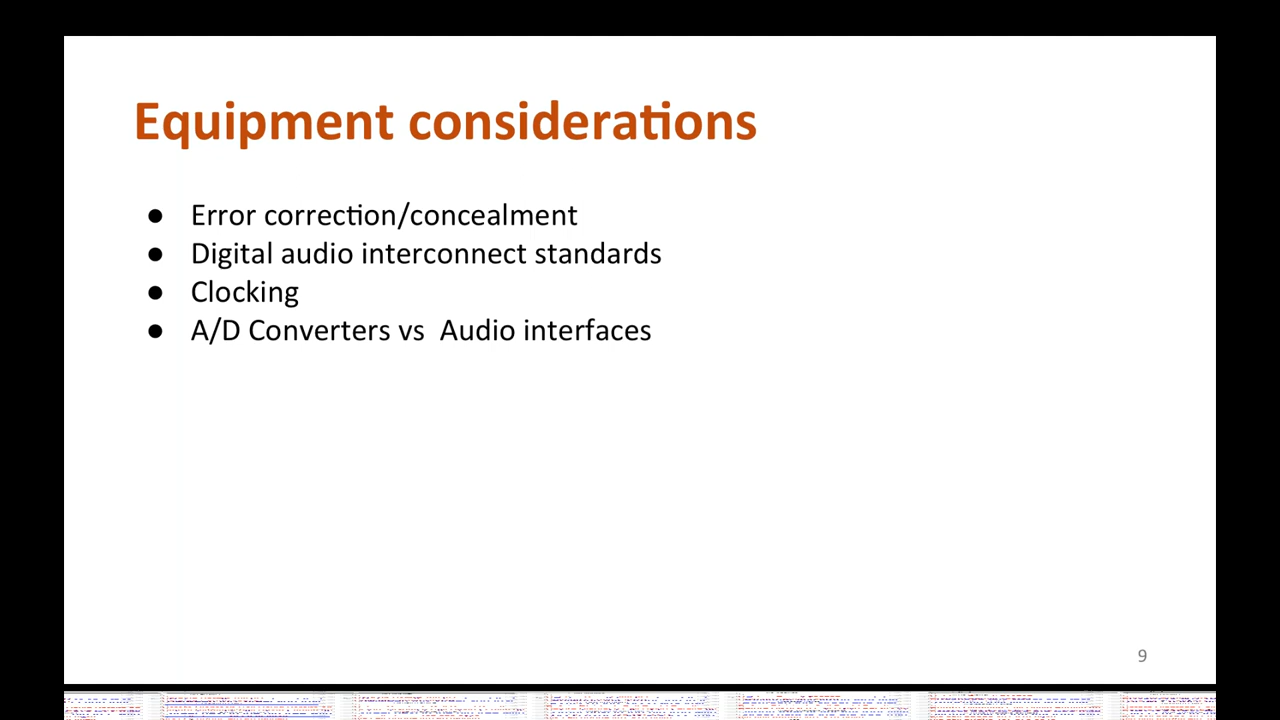 Equipment considerations
● Error correction/concealment
● Digital audio interconnect standards
● Clocking
● A/D Converters vs  Audio interfaces
9